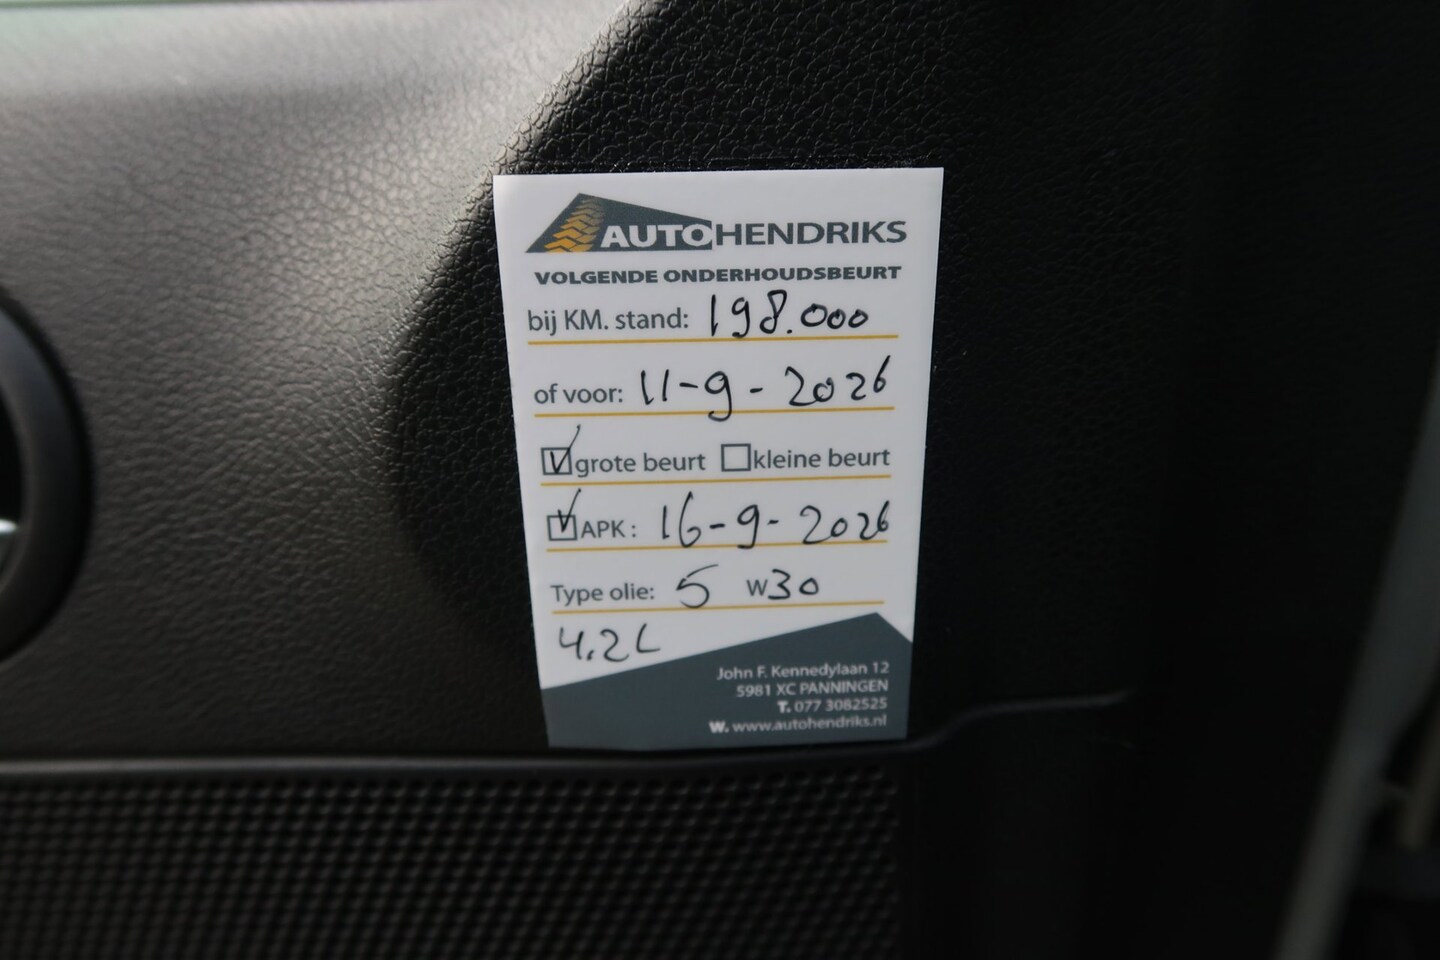 AUTOHENDRIKS
VOLGENDE ONDERHOUDSBEURT
bij KM. stand: 198.000
of voor: 11-9-2026
grote beurt kleine beurt
APK: 16-9-2026
Type olie: 5 W30
4.2L
John F. Kennedylaan 12
5981 XC PANNINGEN
T. 077 3082525
W. www.autohendriks.nl